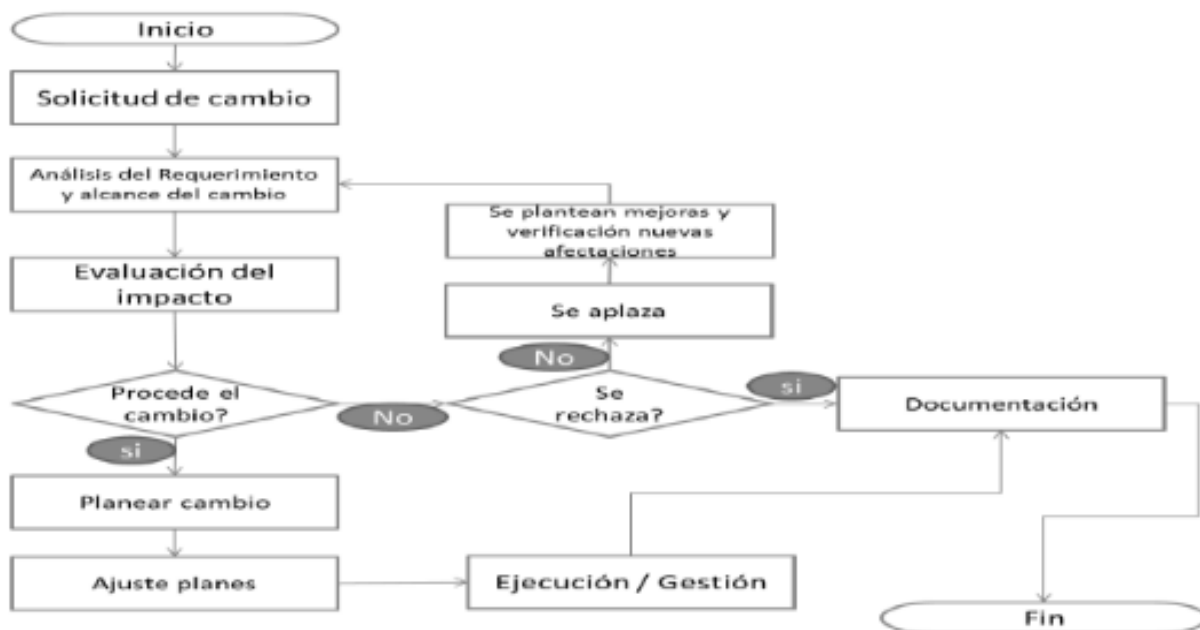 Inicio
Solicitud de cambio
Análisis del Requerimiento
y alcance del cambio
Se plantean mejoras y
verificación nuevas
afectaciones
Evaluación del
impacto
Se aplaza
No
Procede el
cambio?
No
Se
rechaza?
si
Documentación
si
Planear cambio
Ajuste planes
Ejecución / Gestión
Fin